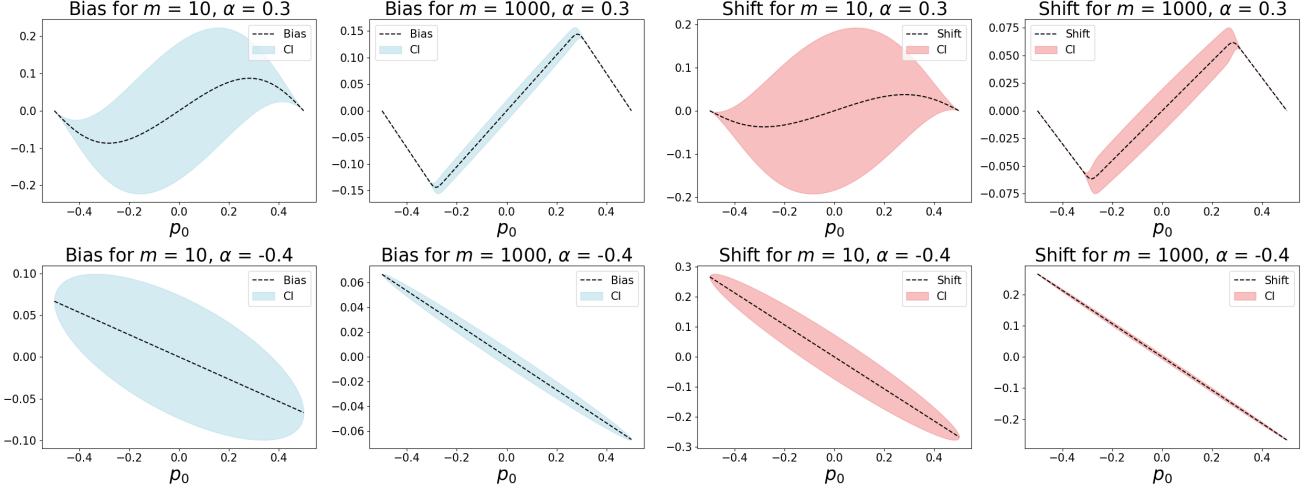 Bias for m = 10, α = 0.3
0.2
0.1
0.0
−0.1
−0.2
−0.4
−0.2
0.0
0.2
0.4
p0
Bias
CI
Bias for m = 1000, α = 0.3
0.15
0.10
0.05
0.00
−0.05
−0.10
−0.15
−0.4
−0.2
0.0
0.2
0.4
p0
Bias
CI
Shift for m = 10, α = 0.3
0.2
0.1
0.0
−0.1
−0.2
−0.4
−0.2
0.0
0.2
0.4
p0
Shift
CI
Shift for m = 1000, α = 0.3
0.075
0.050
0.025
0.000
−0.025
−0.050
−0.075
−0.4
−0.2
0.0
0.2
0.4
p0
Shift
CI
Bias for m = 10, α = -0.4
0.10
0.05
0.00
−0.05
−0.10
−0.4
−0.2
0.0
0.2
0.4
p0
Bias
CI
Bias for m = 1000, α = -0.4
0.06
0.04
0.02
0.00
−0.02
−0.04
−0.06
−0.4
−0.2
0.0
0.2
0.4
p0
Bias
CI
Shift for m = 10, α = -0.4
0.3
0.2
0.1
0.0
−0.1
−0.2
−0.3
−0.4
−0.2
0.0
0.2
0.4
p0
Shift
CI
Shift for m = 1000, α = -0.4
0.2
0.1
0.0
−0.1
−0.2
−0.4
−0.2
0.0
0.2
0.4
p0
Shift
CI